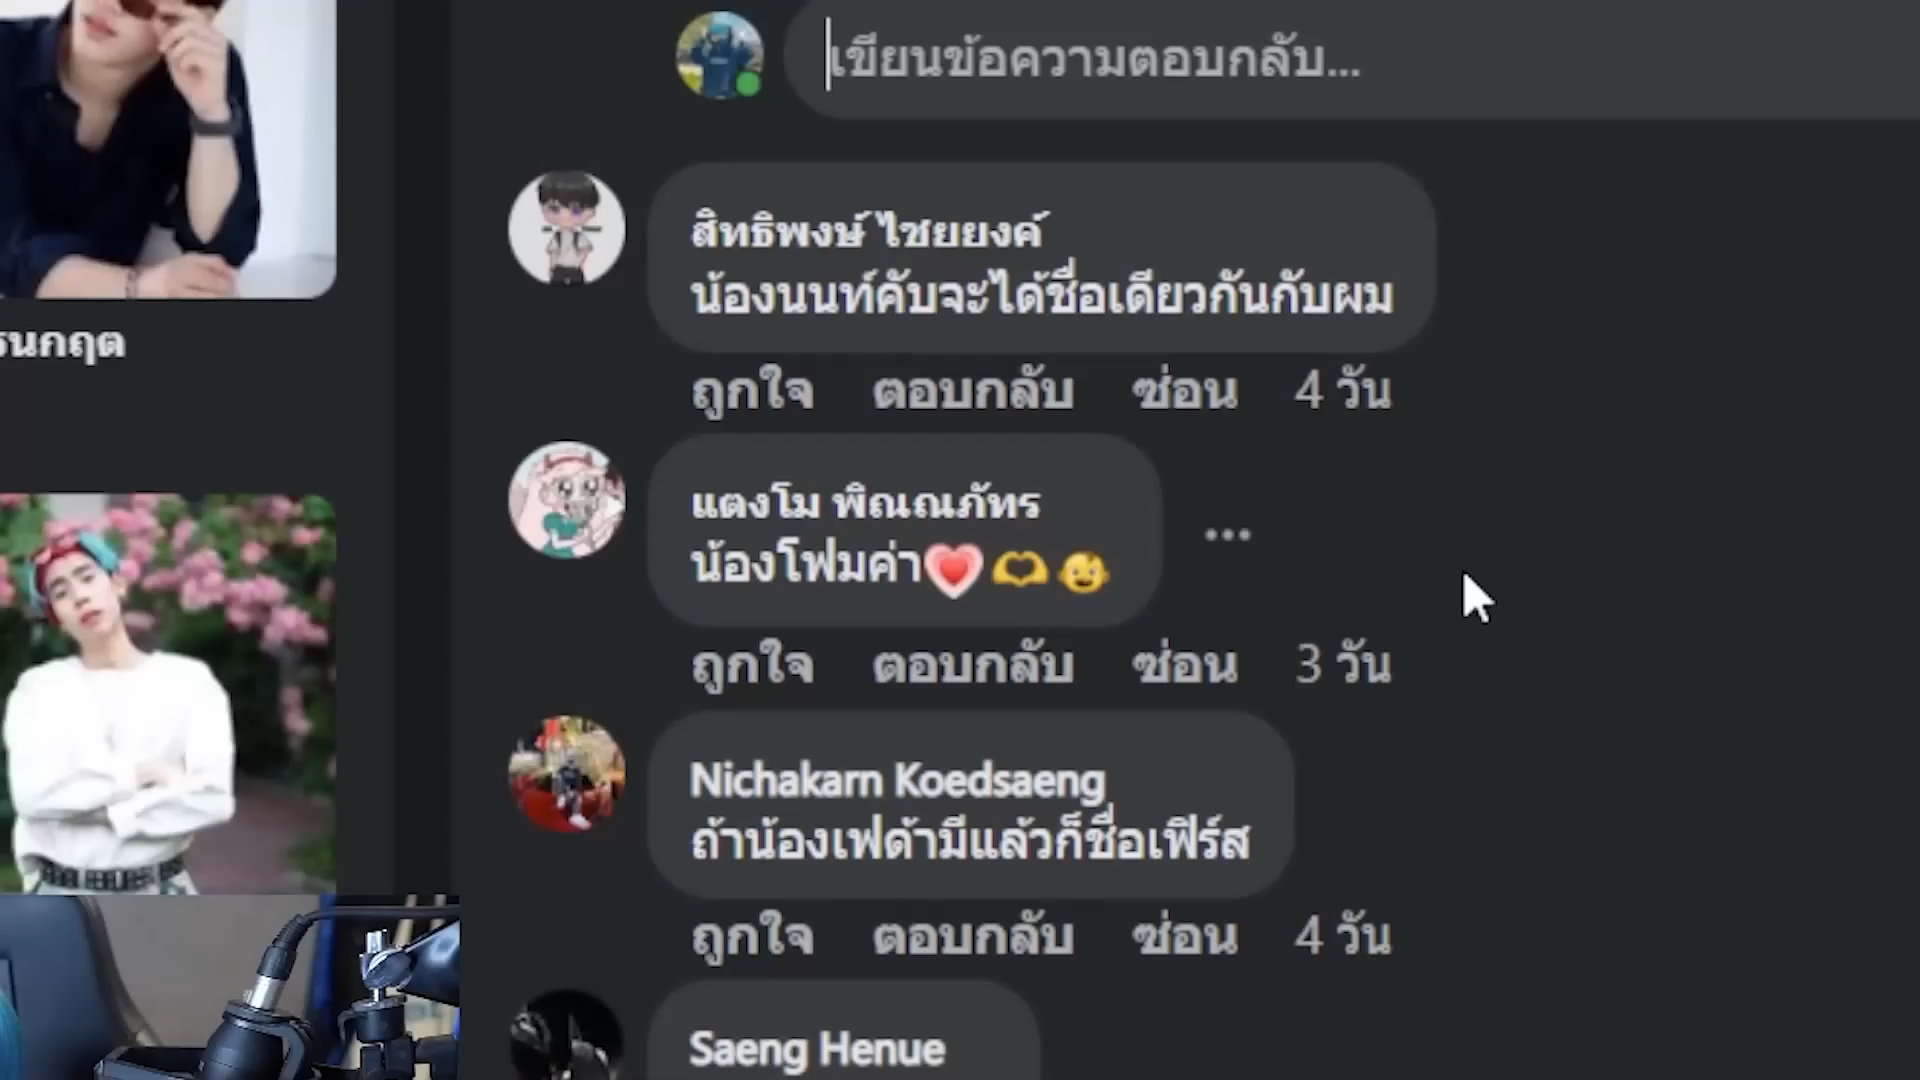 เขียนข้อความตอบกลับ...
สิทธิพงษ์ ไชยยงค์
น้องนนท์คับจะได้ชื่อเดียวกันกับผม
ถูกใจ ตอบกลับ ซ่อน 4 วัน
นกฤต
แตงโม พิณณภัทร
น้องโฟมค่า
ถูกใจ ตอบกลับ ซ่อน 3 วัน
Nichakarn Koedsaeng
ถ้าน้องเฟด้ามีแล้วก็ชื่อเฟิร์ส
ถูกใจ ตอบกลับ ซ่อน 4 วัน
Saeng Henue